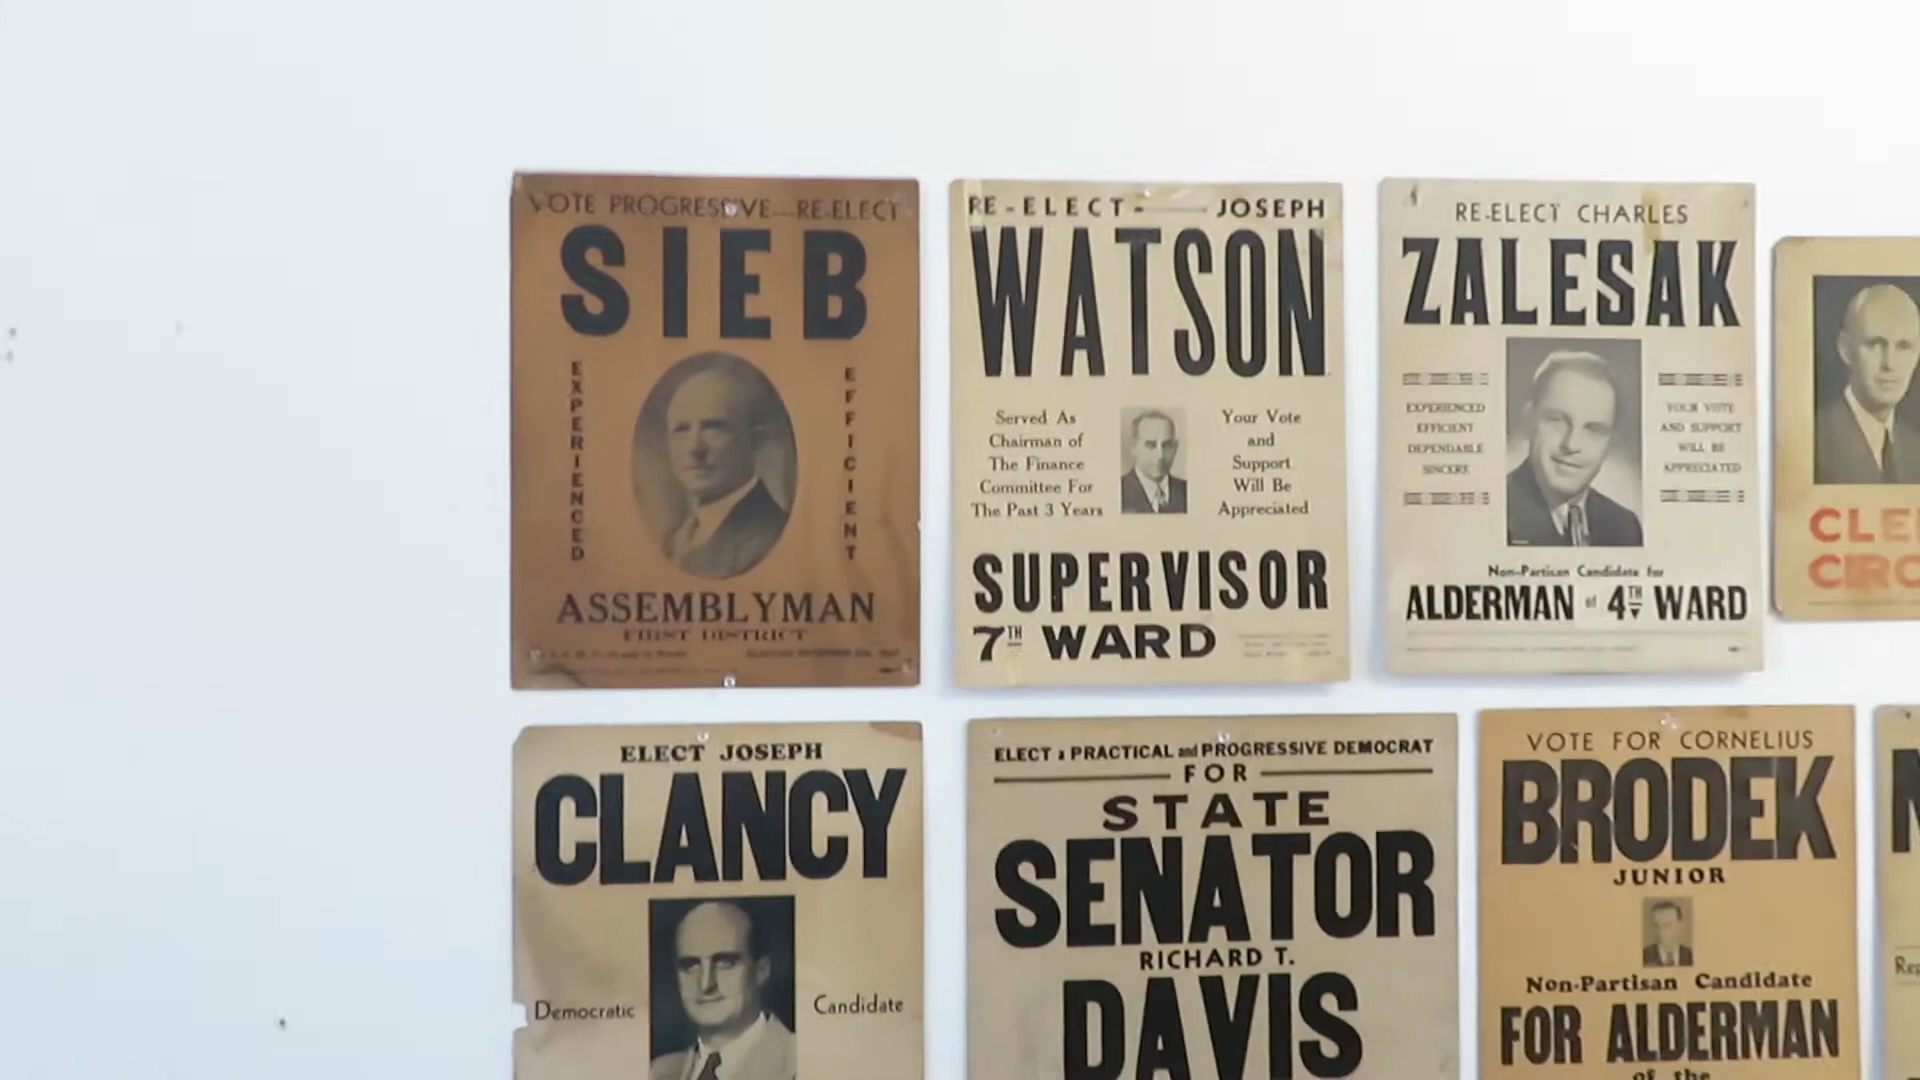 VOTE PROGRESSIVE—RE-ELECT
SIEB
EXPERIENCED
EFFICIENT
ASSEMBLYMAN
FIRST DISTRICT
RE-ELECT — JOSEPH
WATSON
Served As
Chairman of
The Finance
Committee For
The Past 3 Years
Your Vote
and
Support
Will Be
Appreciated
SUPERVISOR
7TH WARD
RE-ELECT CHARLES
ZALESAK
EXPERIENCED
EFFICIENT
DEPENDABLE
SINCERE
YOUR VOTE
AND SUPPORT
WILL BE
APPRECIATED
Non-Partisan Candidate for
ALDERMAN of 4TH WARD
ELECT JOSEPH
CLANCY
Democratic
Candidate
ELECT a PRACTICAL and PROGRESSIVE DEMOCRAT
FOR
STATE
SENATOR
RICHARD T.
DAVIS
VOTE FOR CORNELIUS
BRODEK
JUNIOR
Non-Partisan Candidate
FOR ALDERMAN
of the